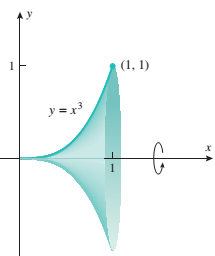 y
1
(1, 1)
y = x³
x
1